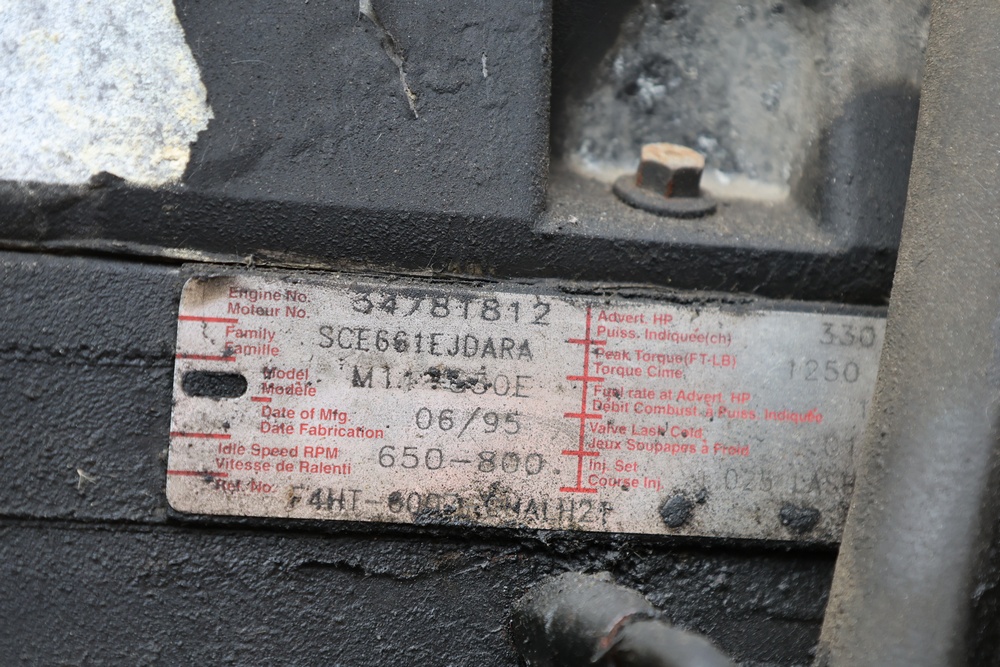 Engine No.
Moteur No. 34781812
Family
Famille SCE661EJDARA
Model
Modèle
Date of Mfg.
Date Fabrication 06/95
Idle Speed RPM
Vitesse de Ralenti 650-800
Ref. No.
Advert. HP
Puiss. Indiquée(ch) 330
Peak Torque(FT-LB)
Torque Cime. 1250
Fuel rate at Advert. HP
Débit Combust. à Puiss. Indiquée
Valve Lash Cold.
Jeux Soupapes à Froid
Inj. Set
Course Inj.